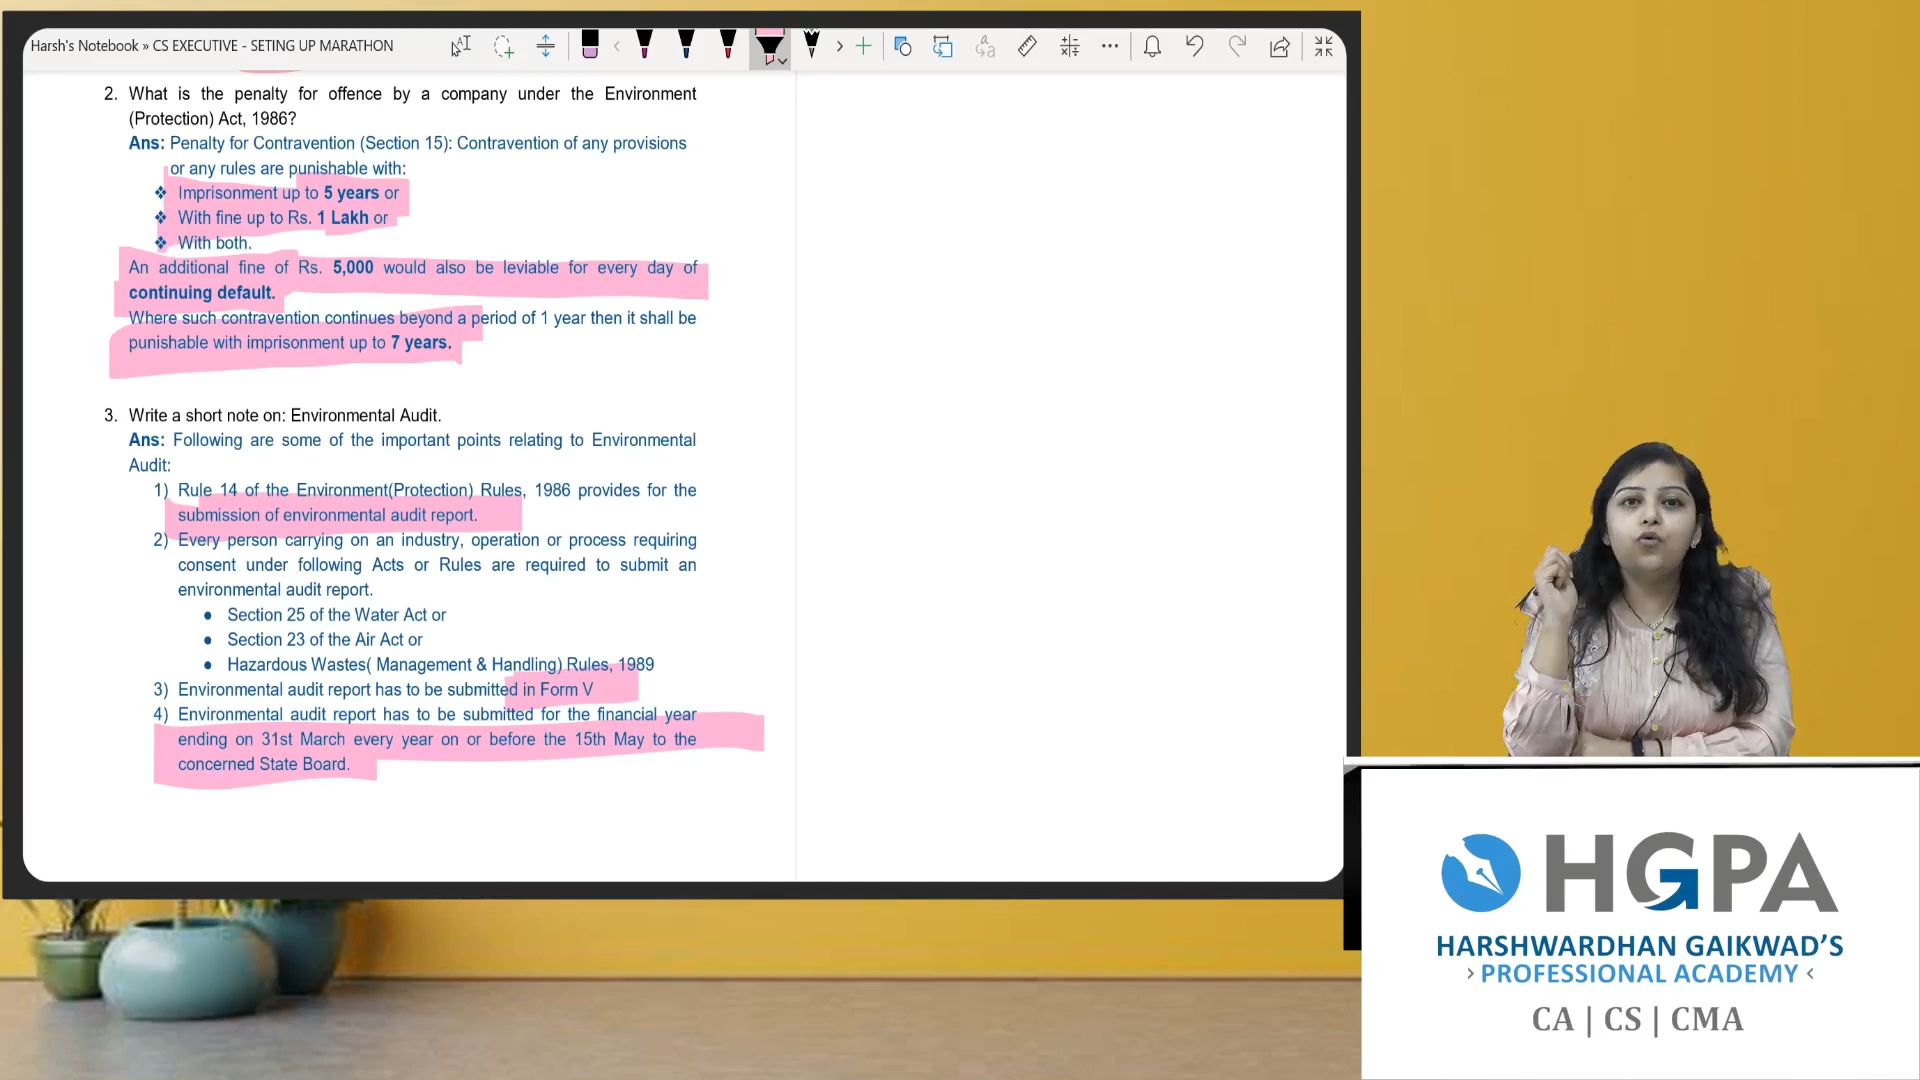 Harsh's Notebook » CS EXECUTIVE - SETING UP MARATHON
2. What is the penalty for offence by a company under the Environment
(Protection) Act, 1986?
Ans: Penalty for Contravention (Section 15): Contravention of any provisions
or any rules are punishable with:
❖ Imprisonment up to 5 years or
❖ With fine up to Rs. 1 Lakh or
❖ With both.
An additional fine of Rs. 5,000 would also be leviable for every day of
continuing default.
Where such contravention continues beyond a period of 1 year then it shall be
punishable with imprisonment up to 7 years.
3. Write a short note on: Environmental Audit.
Ans: Following are some of the important points relating to Environmental
Audit:
1) Rule 14 of the Environment(Protection) Rules, 1986 provides for the
submission of environmental audit report.
2) Every person carrying on an industry, operation or process requiring
consent under following Acts or Rules are required to submit an
environmental audit report.
● Section 25 of the Water Act or
● Section 23 of the Air Act or
● Hazardous Wastes( Management & Handling) Rules, 1989
3) Environmental audit report has to be submitted in Form V
4) Environmental audit report has to be submitted for the financial year
ending on 31st March every year on or before the 15th May to the
concerned State Board.
HGPA
HARSHWARDHAN GAIKWAD'S
› PROFESSIONAL ACADEMY ‹
CA | CS | CMA